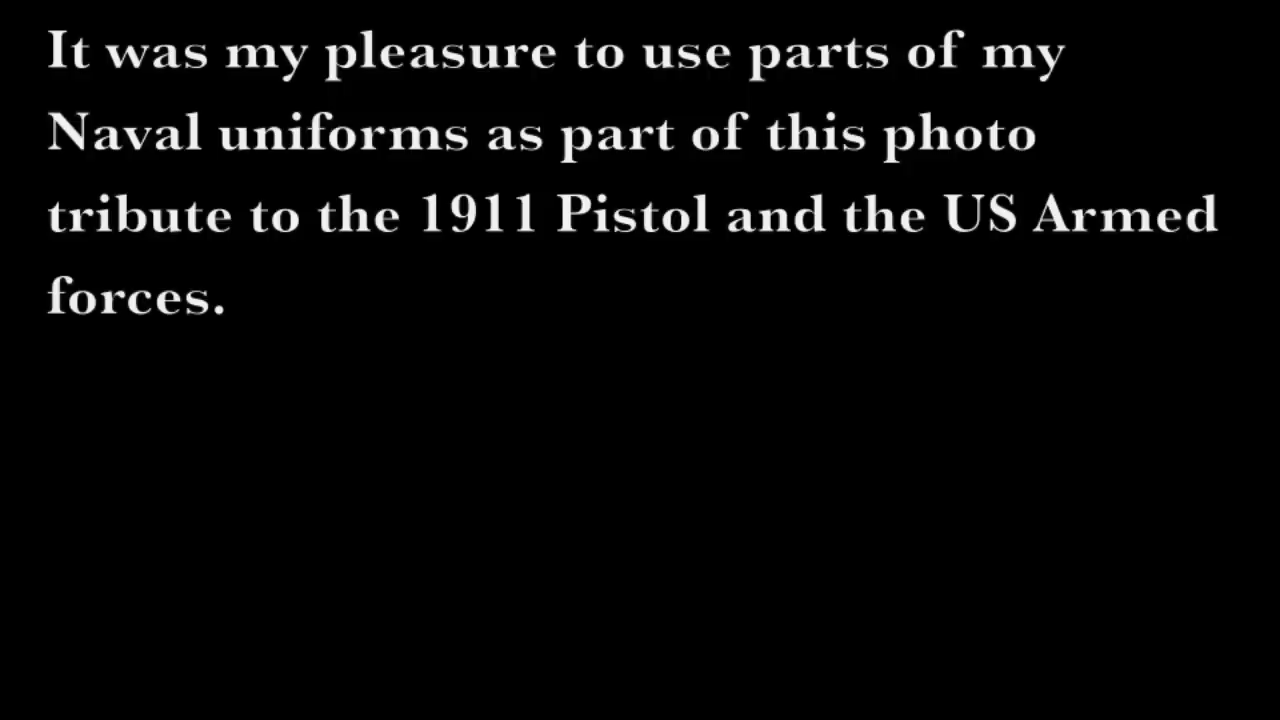 It was my pleasure to use parts of my
Naval uniforms as part of this photo
tribute to the 1911 Pistol and the US Armed
forces.